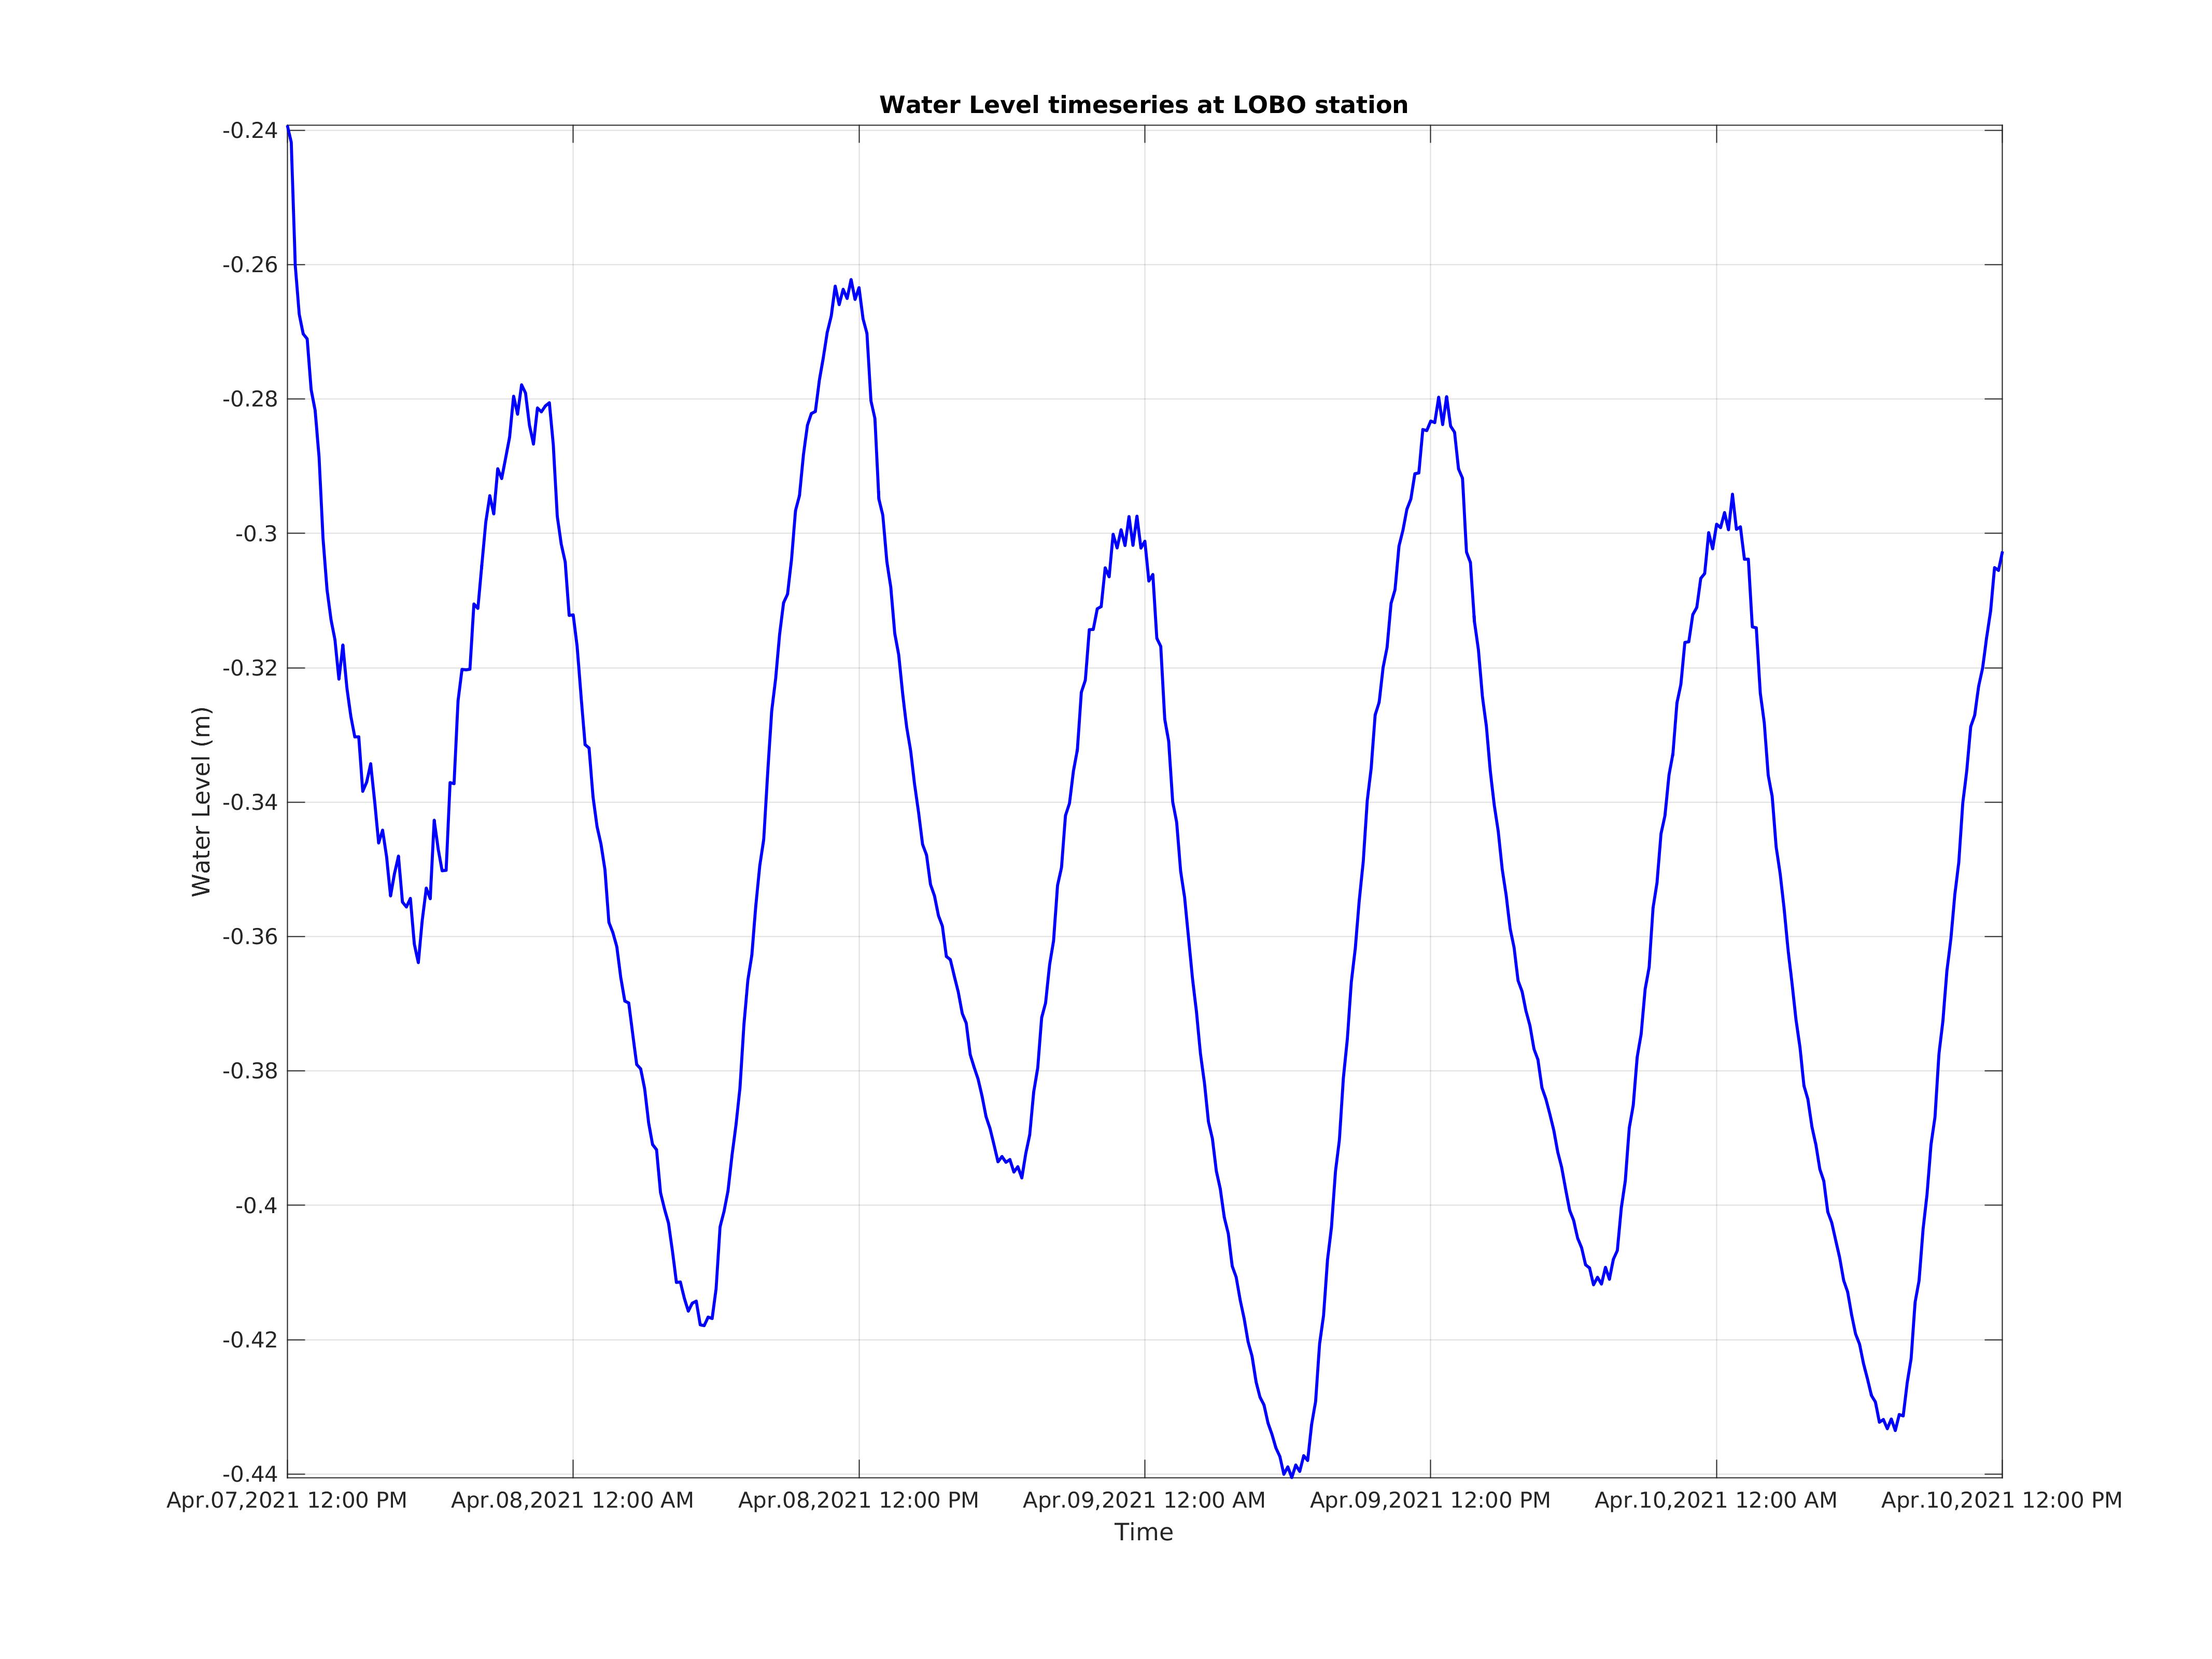 Water Level timeseries at LOBO station
-0.24
-0.26
-0.28
-0.3
-0.32
-0.34
-0.36
-0.38
-0.4
-0.42
-0.44
Water Level (m)
Apr.07,2021 12:00 PM Apr.08,2021 12:00 AM Apr.08,2021 12:00 PM Apr.09,2021 12:00 AM Apr.09,2021 12:00 PM Apr.10,2021 12:00 AM Apr.10,2021 12:00 PM
Time